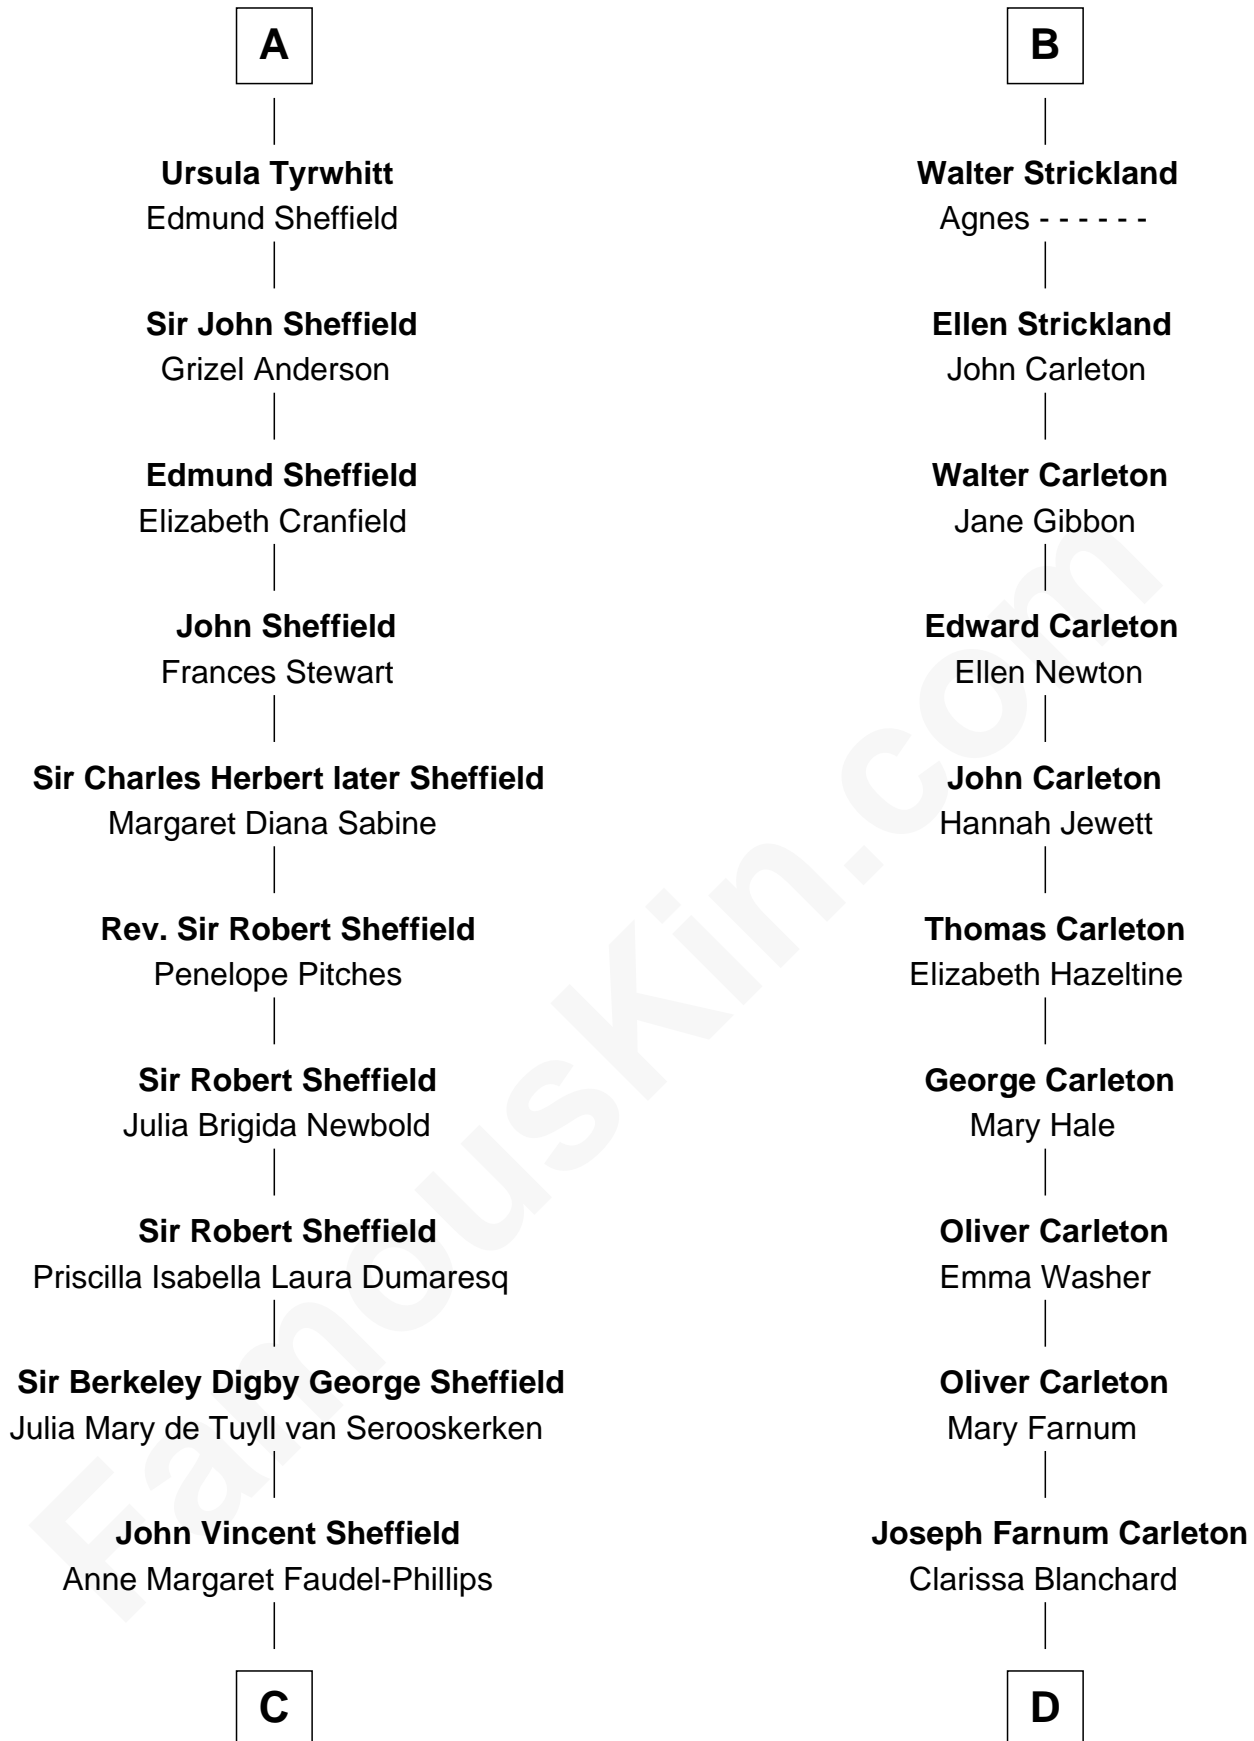 A
Ursula Tyrwhitt
Edmund Sheffield
Sir John Sheffield
Grizel Anderson
Edmund Sheffield
Elizabeth Cranfield
John Sheffield
Frances Stewart
Sir Charles Herbert later Sheffield
Margaret Diana Sabine
Rev. Sir Robert Sheffield
Penelope Pitches
Sir Robert Sheffield
Julia Brigida Newbold
Sir Robert Sheffield
Priscilla Isabella Laura Dumaresq
Sir Berkeley Digby George Sheffield
Julia Mary de Tuyll van Serooskerken
John Vincent Sheffield
Anne Margaret Faudel-Phillips
C
B
Walter Strickland
Agnes - - - - - -
Ellen Strickland
John Carleton
Walter Carleton
Jane Gibbon
Edward Carleton
Ellen Newton
John Carleton
Hannah Jewett
Thomas Carleton
Elizabeth Hazeltine
George Carleton
Mary Hale
Oliver Carleton
Emma Washer
Oliver Carleton
Mary Farnum
Joseph Farnum Carleton
Clarissa Blanchard
D
FamousKin.com